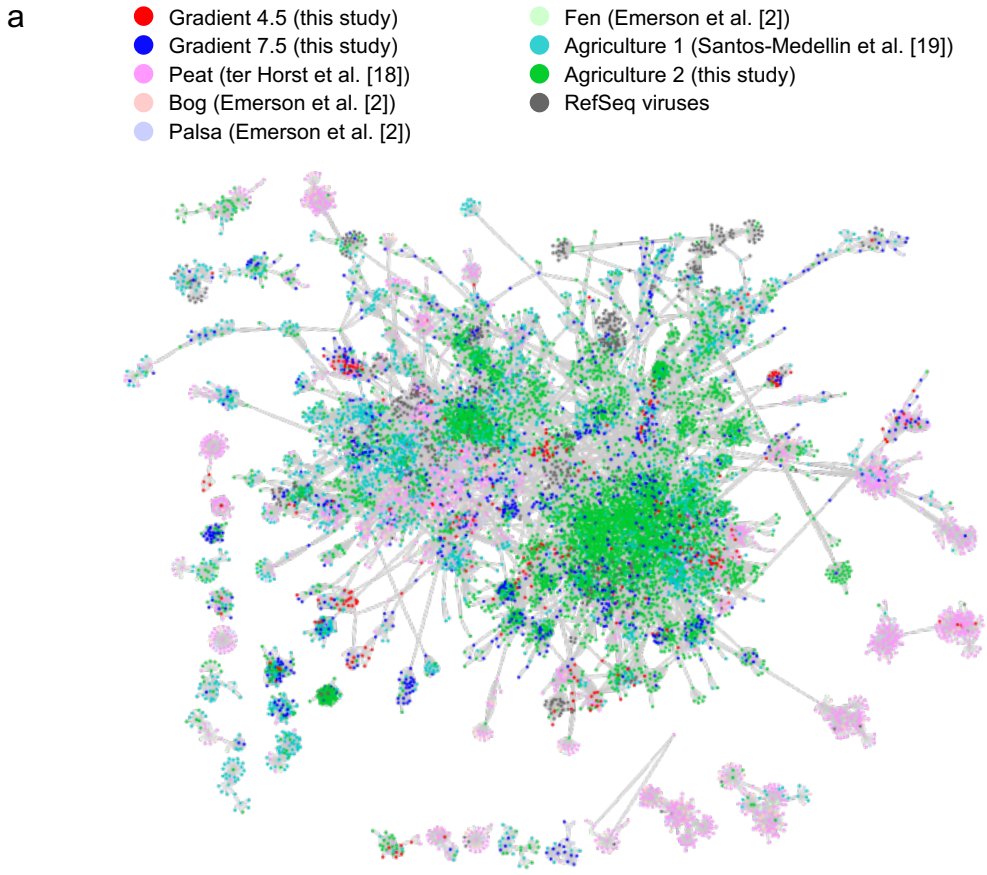 a
Gradient 4.5 (this study)
Gradient 7.5 (this study)
Peat (ter Horst et al. [18])
Bog (Emerson et al. [2])
Palsa (Emerson et al. [2])
Fen (Emerson et al. [2])
Agriculture 1 (Santos-Medellin et al. [19])
Agriculture 2 (this study)
RefSeq viruses